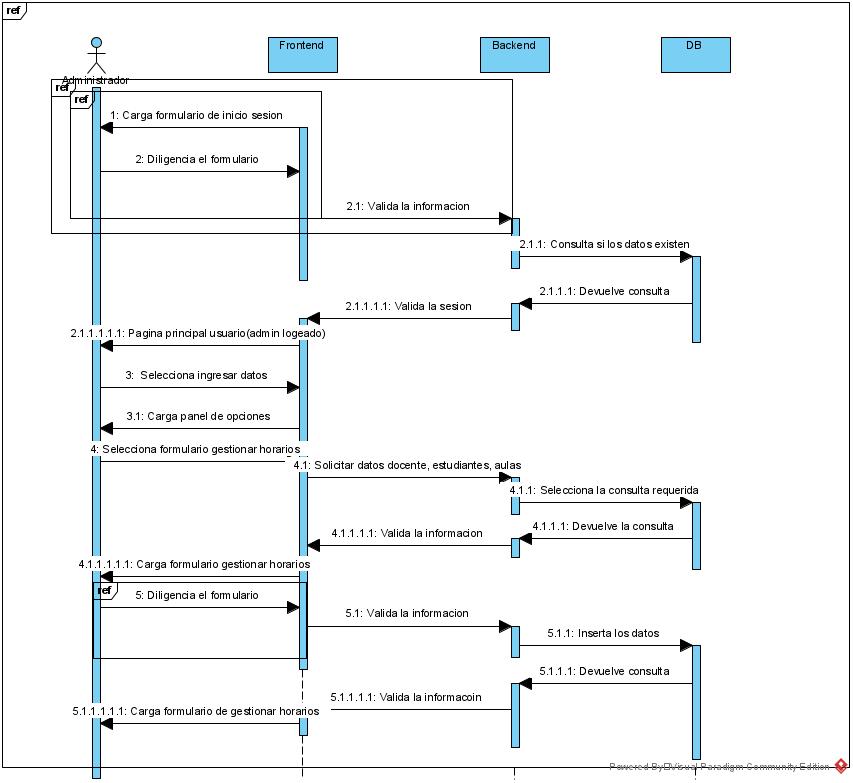 ref
Frontend
Backend
DB
Administrador
ref
ref
1: Carga formulario de inicio sesion
2: Diligencia el formulario
2.1: Valida la informacion
2.1.1: Consulta si los datos existen
2.1.1.1: Devuelve consulta
2.1.1.1.1: Valida la sesion
2.1.1.1.1.1: Pagina principal usuario(admin logeado)
3: Selecciona ingresar datos
3.1: Carga panel de opciones
4: Selecciona formulario gestionar horarios
4.1: Solicitar datos docente, estudiantes, aulas
4.1.1: Selecciona la consulta requerida
4.1.1.1: Devuelve la consulta
4.1.1.1.1: Valida la informacion
4.1.1.1.1.1: Carga formulario gestionar horarios
ref
5: Diligencia el formulario
5.1: Valida la informacion
5.1.1: Inserta los datos
5.1.1.1: Devuelve consulta
5.1.1.1.1: Valida la informacoin
5.1.1.1.1.1: Carga formulario de gestionar horarios
Powered By Visual Paradigm Community Edition